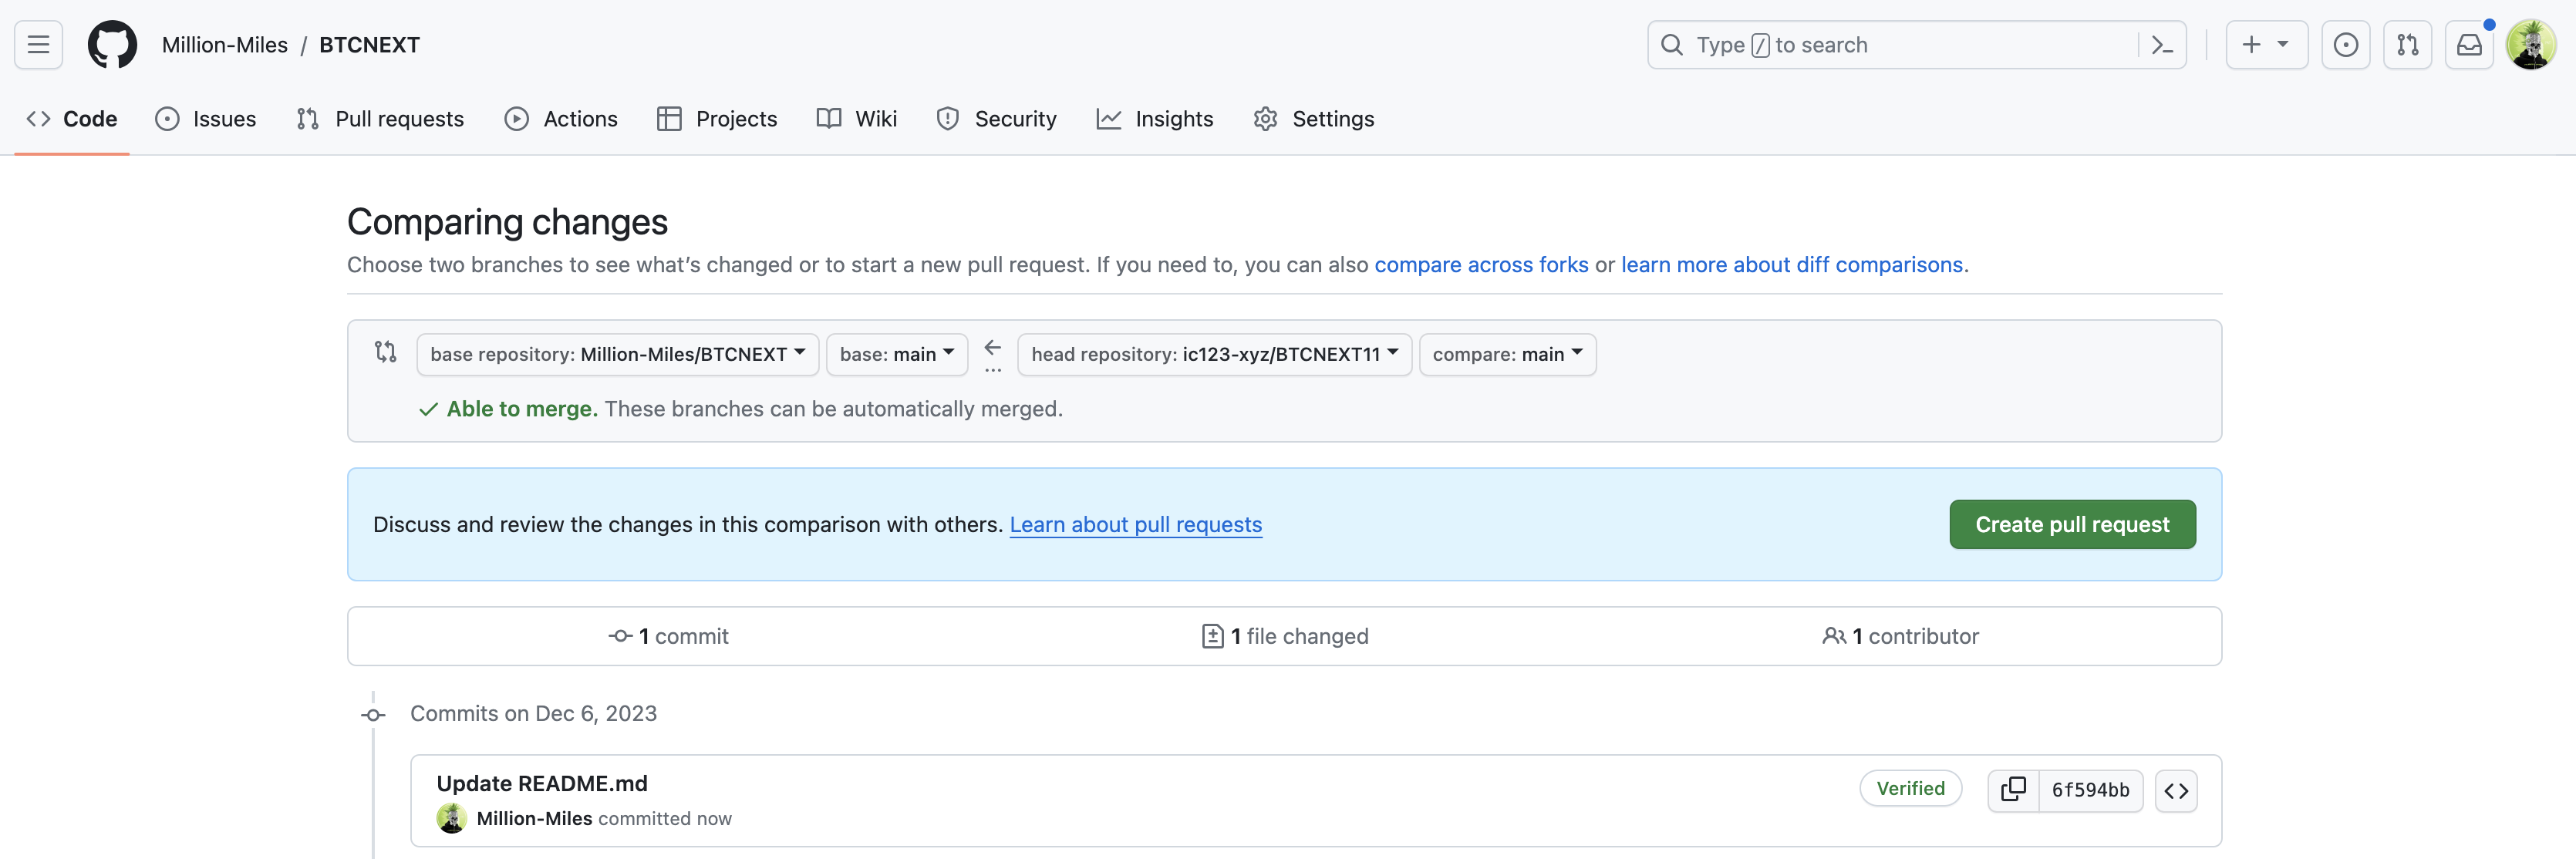 Million-Miles / BTCNEXT
Type / to search
Code Issues Pull requests Actions Projects Wiki Security Insights Settings
Comparing changes
Choose two branches to see what’s changed or to start a new pull request. If you need to, you can also compare across forks or learn more about diff comparisons.
base repository: Million-Miles/BTCNEXT base: main ... head repository: ic123-xyz/BTCNEXT11 compare: main
Able to merge. These branches can be automatically merged.
Discuss and review the changes in this comparison with others. Learn about pull requests
Create pull request
1 commit 1 file changed 1 contributor
Commits on Dec 6, 2023
Update README.md
Verified 6f594bb
Million-Miles committed now